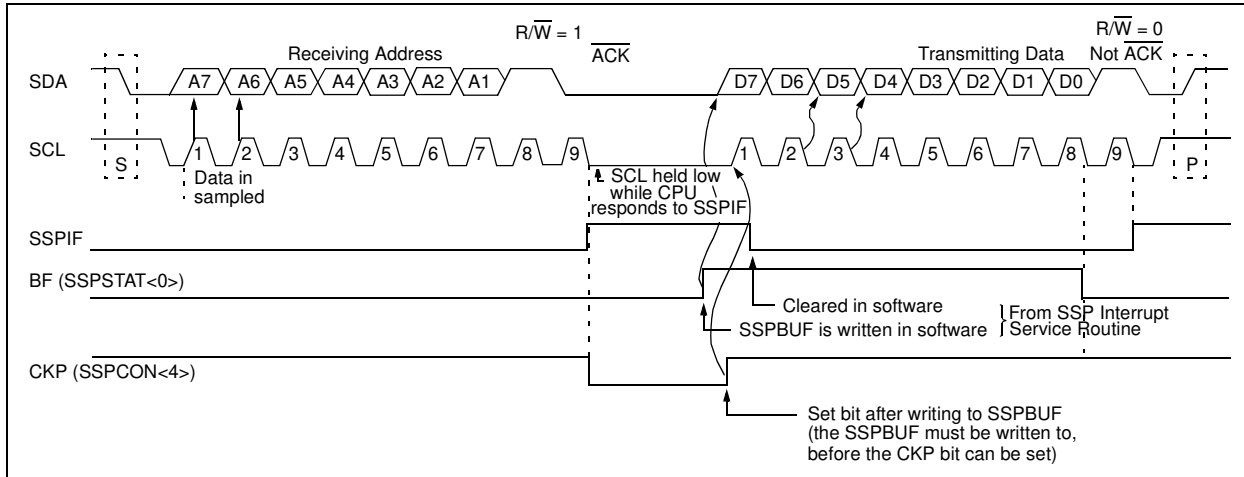 R/W = 1
R/W = 0
Receiving Address
ACK
Transmitting Data
Not ACK
SDA
A7 A6 A5 A4 A3 A2 A1
D7 D6 D5 D4 D3 D2 D1 D0
SCL
S
1 2 3 4 5 6 7 8 9
1 2 3 4 5 6 7 8 9
P
Data in
sampled
SCL held low
while CPU
responds to SSPIF
SSPIF
BF (SSPSTAT<0>)
Cleared in software
SSPBUF is written in software
From SSP Interrupt
Service Routine
CKP (SSPCON<4>)
Set bit after writing to SSPBUF
(the SSPBUF must be written to,
before the CKP bit can be set)